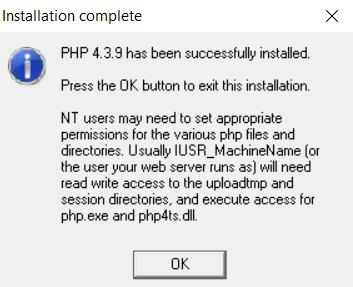 Installation complete
PHP 4.3.9 has been successfully installed.
Press the OK button to exit this installation.
NT users may need to set appropriate
permissions for the various php files and
directories. Usually IUSR_MachineName (or
the user your web server runs as) will need
read write access to the uploadtmp and
session directories, and execute access for
php.exe and php4ts.dll.
OK